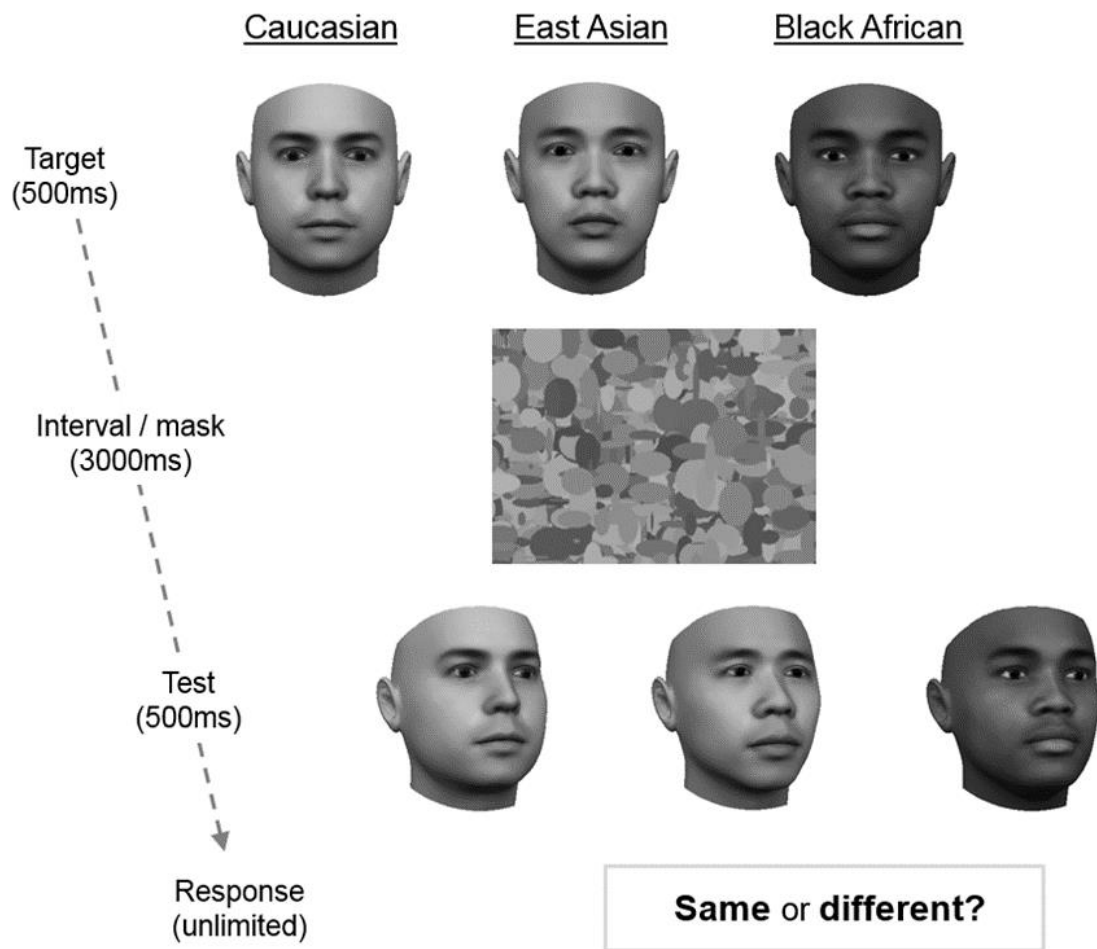 Caucasian
East Asian
Black African
Target
(500ms)
Interval / mask
(3000ms)
Test
(500ms)
Response
(unlimited)
Same or different?